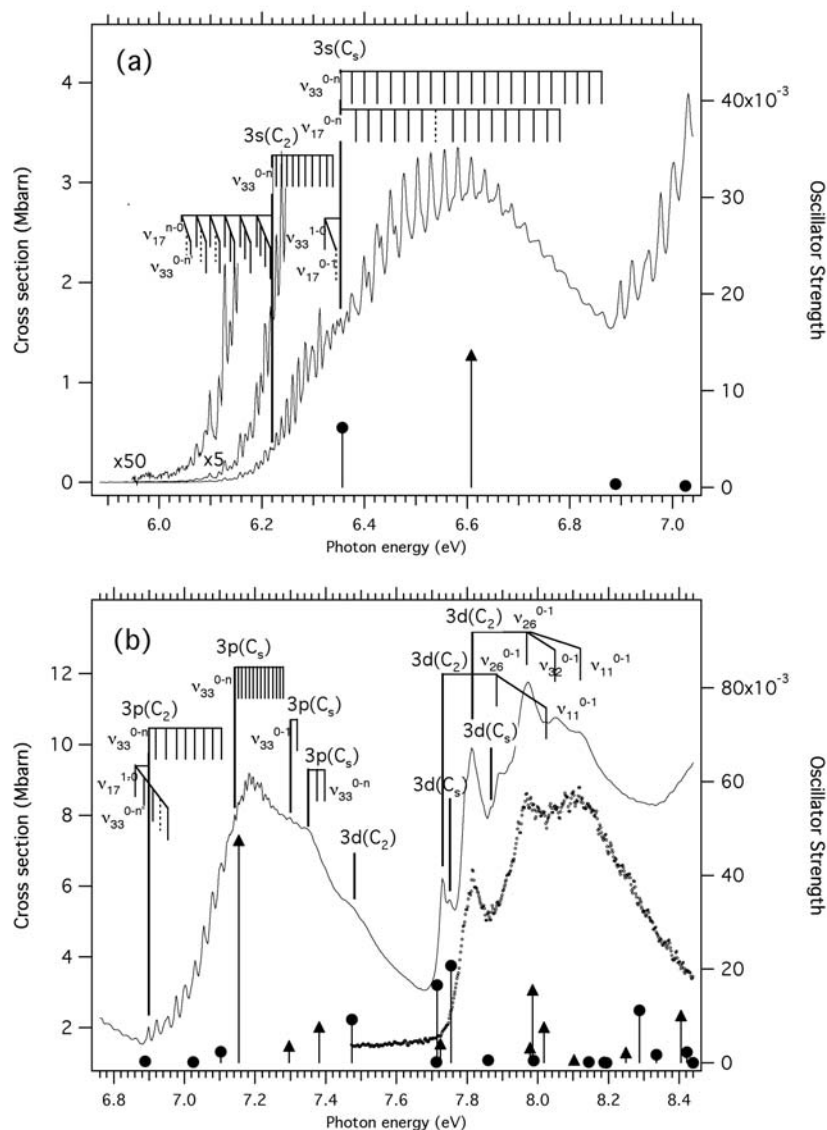 (a)
3s(Cs)
ν33 0-n
ν17 0-n
3s(C2)
ν33 0-n
ν17 n-0
ν33 0-n
ν33 1-0
ν17 0-1
x50
x5
4
3
2
1
0
Cross section (Mbarn)
40x10-3
30
20
10
0
Oscillator Strength
6.0 6.2 6.4 6.6 6.8 7.0
Photon energy (eV)
(b)
3d(C2) ν26 0-1
3d(C2) ν26 0-1 ν32 0-1 ν11 0-1
3p(Cs)
ν33 0-n
3p(Cs)
3p(C2)
ν33 0-n
ν33 0-1
3p(Cs)
ν33 0-n
ν17 1-0
ν33 0-n
3d(C2)
3d(Cs)
3d(Cs)
ν11 0-1
12
10
8
6
4
2
Cross section (Mbarn)
80x10-3
60
40
20
0
Oscillator Strength
6.8 7.0 7.2 7.4 7.6 7.8 8.0 8.2 8.4
Photon energy (eV)